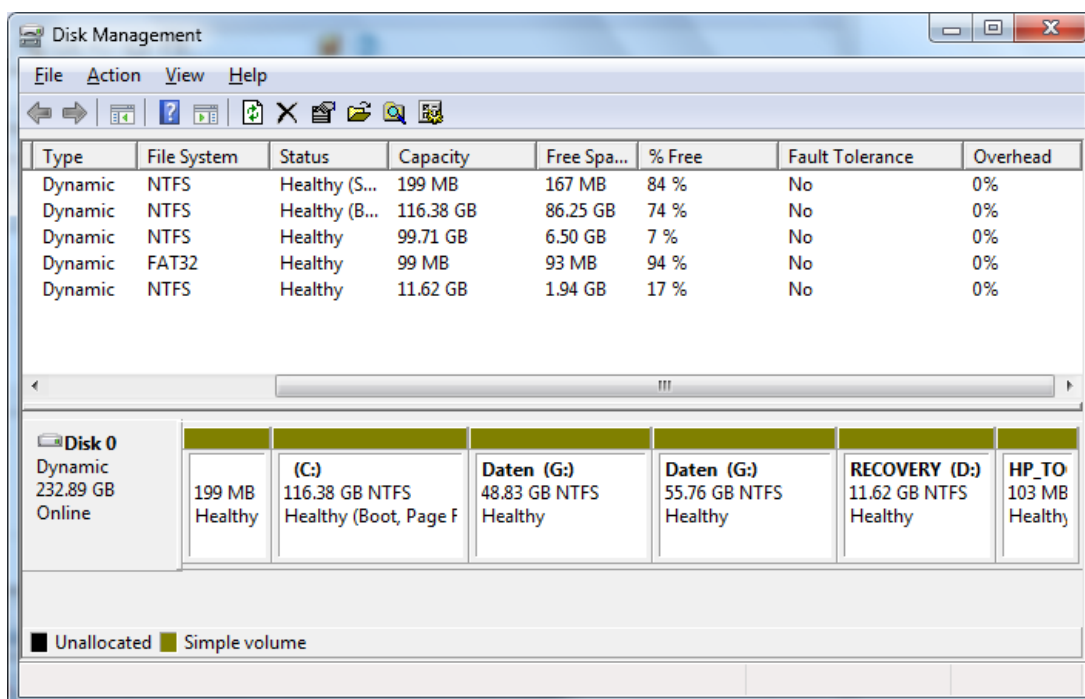 Disk Management
File Action View Help
Type File System Status Capacity Free Spa... % Free Fault Tolerance Overhead
Dynamic NTFS Healthy (S... 199 MB 167 MB 84 % No 0%
Dynamic NTFS Healthy (B... 116.38 GB 86.25 GB 74 % No 0%
Dynamic NTFS Healthy 99.71 GB 6.50 GB 7 % No 0%
Dynamic FAT32 Healthy 99 MB 93 MB 94 % No 0%
Dynamic NTFS Healthy 11.62 GB 1.94 GB 17 % No 0%
Disk 0
Dynamic
232.89 GB
Online
199 MB
Healthy
(C:)
116.38 GB NTFS
Healthy (Boot, Page F
Daten (G:)
48.83 GB NTFS
Healthy
Daten (G:)
55.76 GB NTFS
Healthy
RECOVERY (D:)
11.62 GB NTFS
Healthy
HP_TO
103 MB
Healthy
Unallocated Simple volume